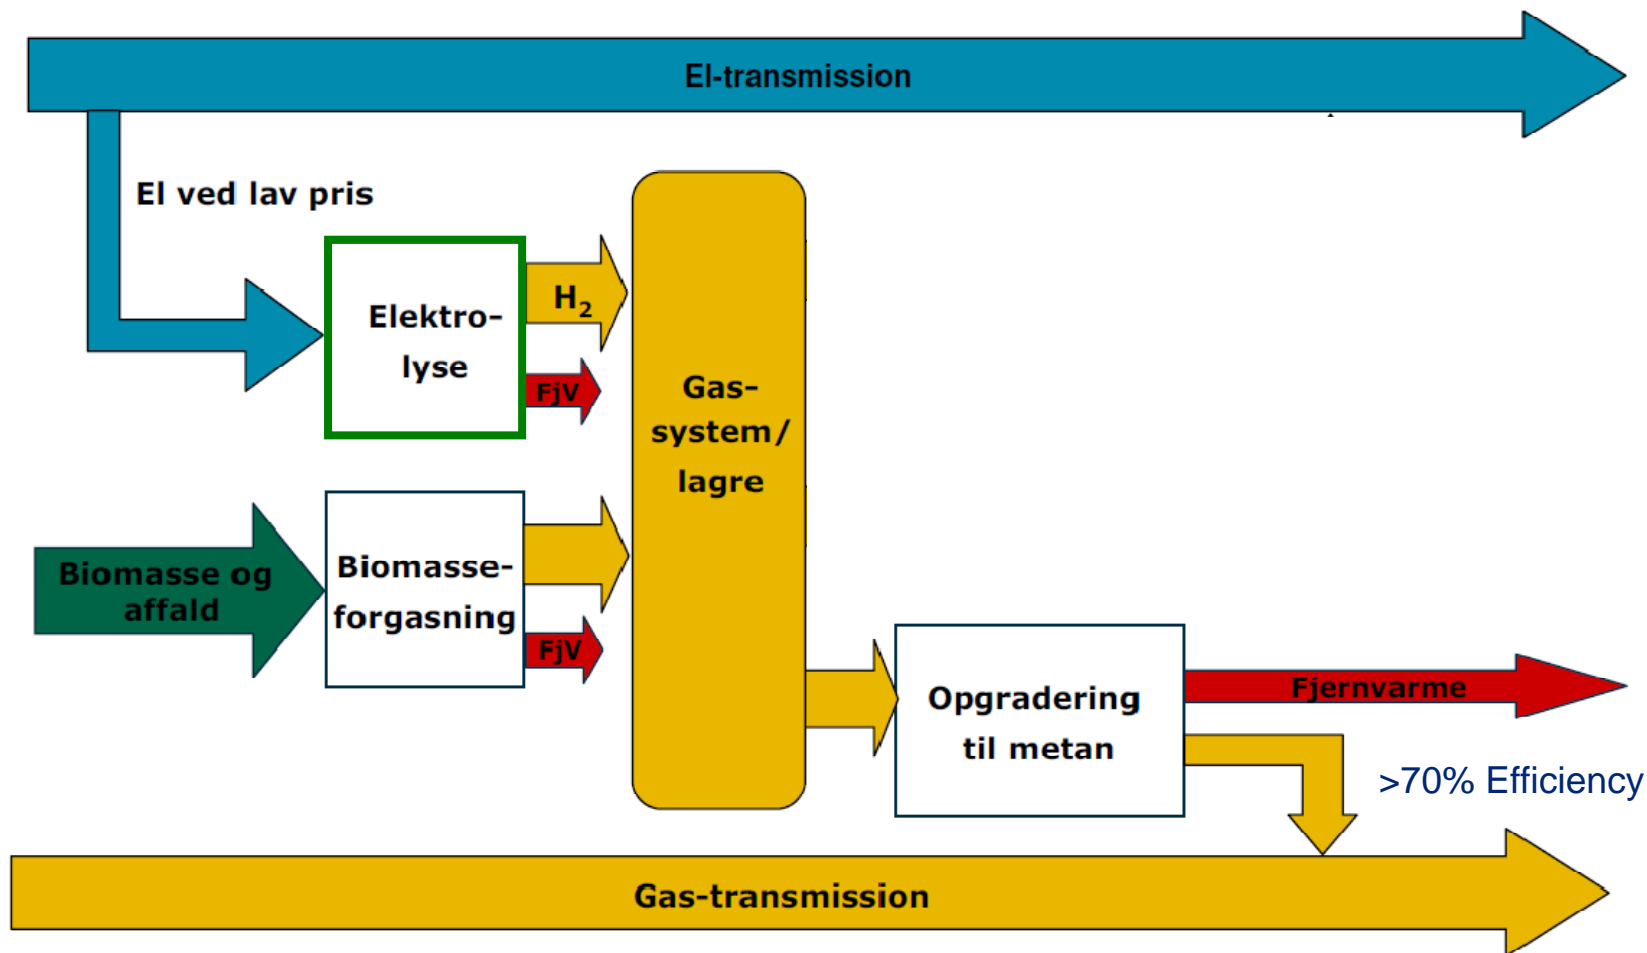 El-transmission
El ved lav pris
Elektro-
lyse
H2
FjV
Gas-
system/
lagre
Biomasse og
affald
Biomasse-
forgasning
FjV
Opgradering
til metan
Fjernvarme
>70% Efficiency
Gas-transmission